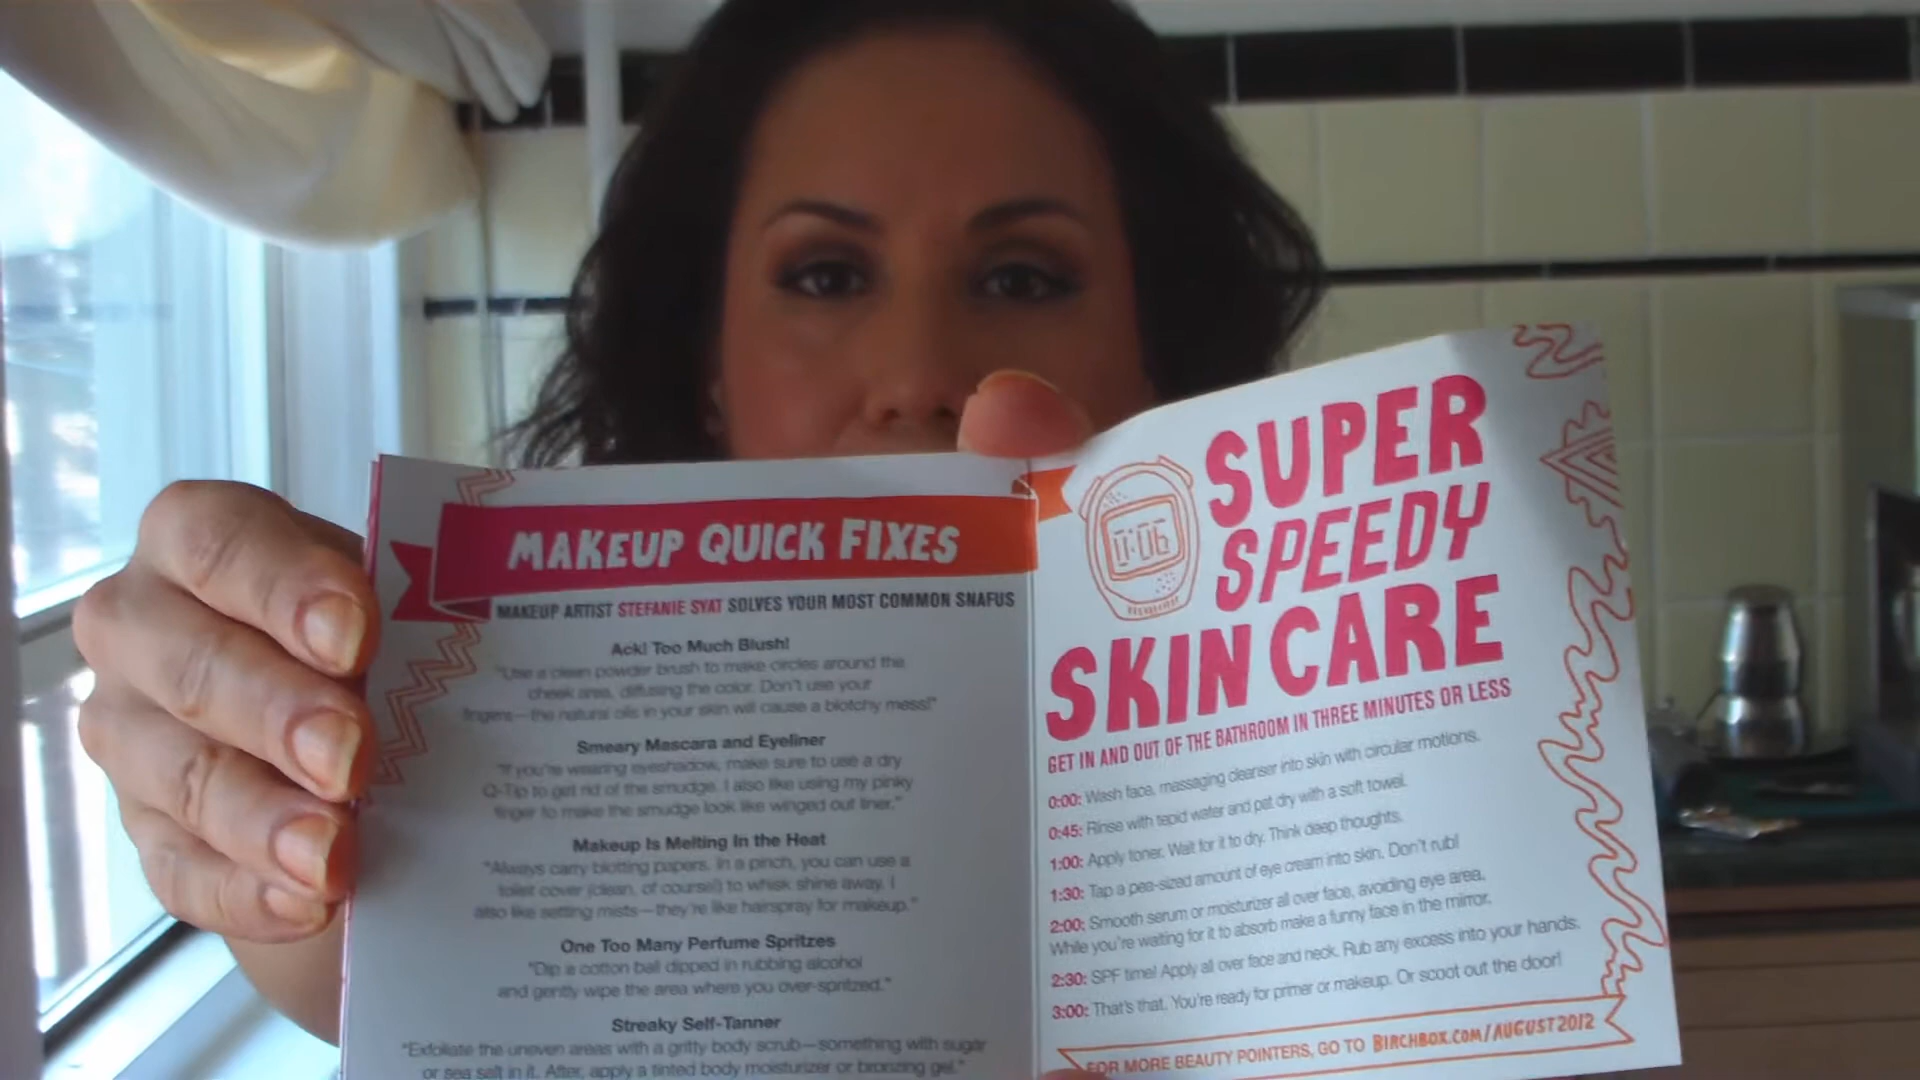 MAKEUP QUICK FIXES
MAKEUP ARTIST STEFANIE SYAT SOLVES YOUR MOST COMMON SNAFUS
Ack! Too Much Blush!
"Use a clean powder brush to make circles around the
cheek area, diffusing the color. Don't use your
fingers—the natural oils in your skin will cause a blotchy mess!"
Smeary Mascara and Eyeliner
"If you're wearing eyeshadow, make sure to use a dry
Q-Tip to get rid of the smudge. I also like using my pinky
finger to make the smudge look like winged out liner."
Makeup Is Melting In the Heat
"Always carry blotting papers. In a pinch, you can use a
toilet cover (clean, of course!) to whisk shine away. I
also like setting mists—they're like hairspray for makeup."
One Too Many Perfume Spritzes
"Dip a cotton ball dipped in rubbing alcohol
and gently wipe the area where you over-spritzed."
Streaky Self-Tanner
"Exfoliate the uneven areas with a gritty body scrub—something with sugar
or sea salt in it. After, apply a tinted body moisturizer or bronzing gel."
0:06
SUPER
SPEEDY
SKIN CARE
GET IN AND OUT OF THE BATHROOM IN THREE MINUTES OR LESS
0:00: Wash face, massaging cleanser into skin with circular motions.
0:45: Rinse with tepid water and pat dry with a soft towel.
1:00: Apply toner. Wait for it to dry. Think deep thoughts.
1:30: Tap a pea-sized amount of eye cream into skin. Don't rub!
2:00: Smooth serum or moisturizer all over face, avoiding eye area.
While you're waiting for it to absorb make a funny face in the mirror.
2:30: SPF time! Apply all over face and neck. Rub any excess into your hands.
3:00: That's that. You're ready for primer or makeup. Or scoot out the door!
FOR MORE BEAUTY POINTERS, GO TO BIRCHBOX.COM/AUGUST2012